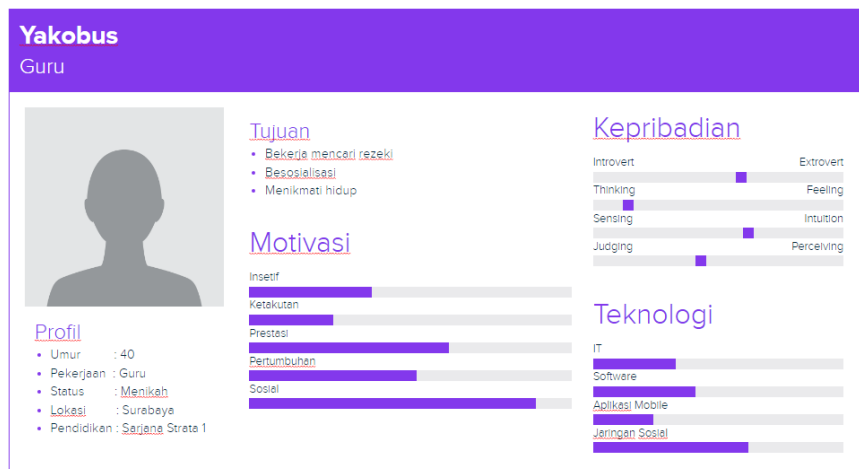 Yakobus
Guru
Tujuan
• Bekerja mencari rezeki
• Besosialisasi
• Menikmati hidup
Motivasi
Insetif
Ketakutan
Prestasi
Pertumbuhan
Sosial
Profil
• Umur : 40
• Pekerjaan : Guru
• Status : Menikah
• Lokasi : Surabaya
• Pendidikan : Sarjana Strata 1
Kepribadian
Introvert Extrovert
Thinking Feeling
Sensing Intuition
Judging Perceiving
Teknologi
IT
Software
Aplikasi Mobile
Jaringan Sosial